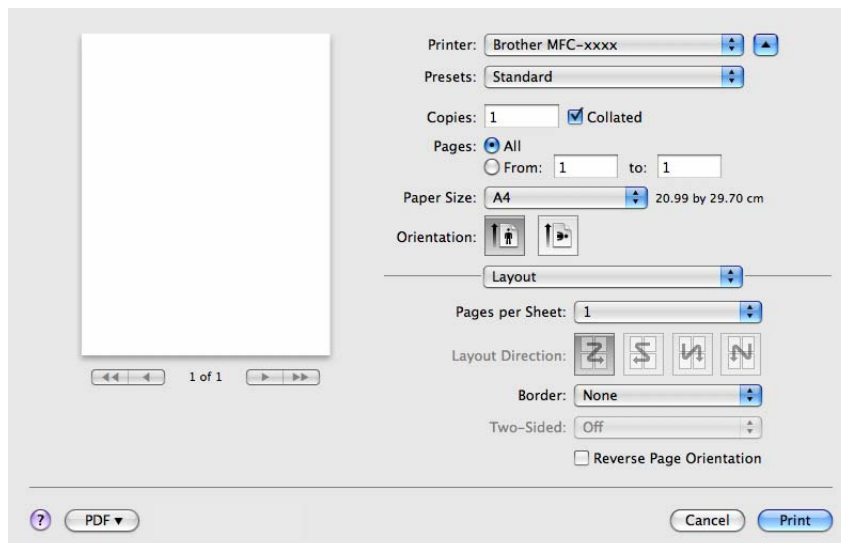 Printer: Brother MFC-xxxx
Presets: Standard
Copies: 1 Collated
Pages: All
From: 1 to: 1
Paper Size: A4 20.99 by 29.70 cm
Orientation:
Layout
Pages per Sheet: 1
Layout Direction:
1 of 1
Border: None
Two-Sided: Off
Reverse Page Orientation
? PDF Cancel Print